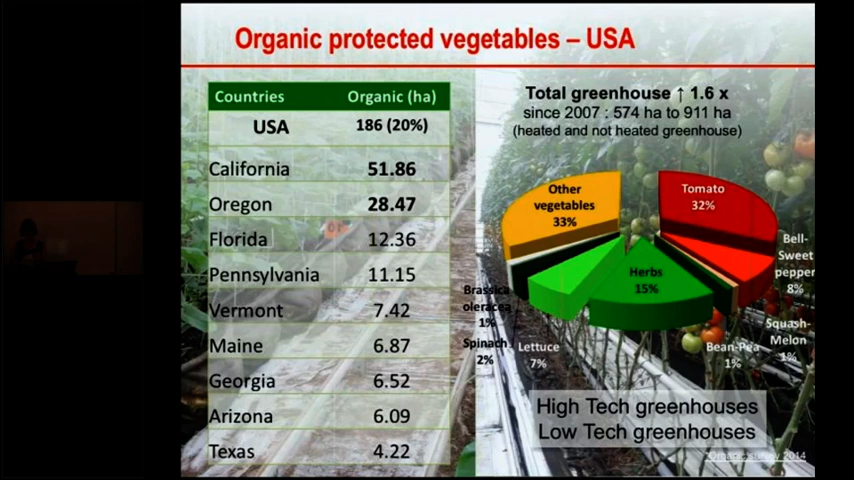 Organic protected vegetables – USA
Countries Organic (ha)
USA 186 (20%)
California 51.86
Oregon 28.47
Florida 12.36
Pennsylvania 11.15
Vermont 7.42
Maine 6.87
Georgia 6.52
Arizona 6.09
Texas 4.22
Total greenhouse ↑ 1.6 x
since 2007 : 574 ha to 911 ha
(heated and not heated greenhouse)
Other
vegetables
33%
Tomato
32%
Bell-
Sweet
pepper
8%
Herbs
15%
Brassica
oleracea
1%
Squash-
Melon
1%
Spinach
2%
Lettuce
7%
Bean-Pea
1%
High Tech greenhouses
Low Tech greenhouses
survey 2014